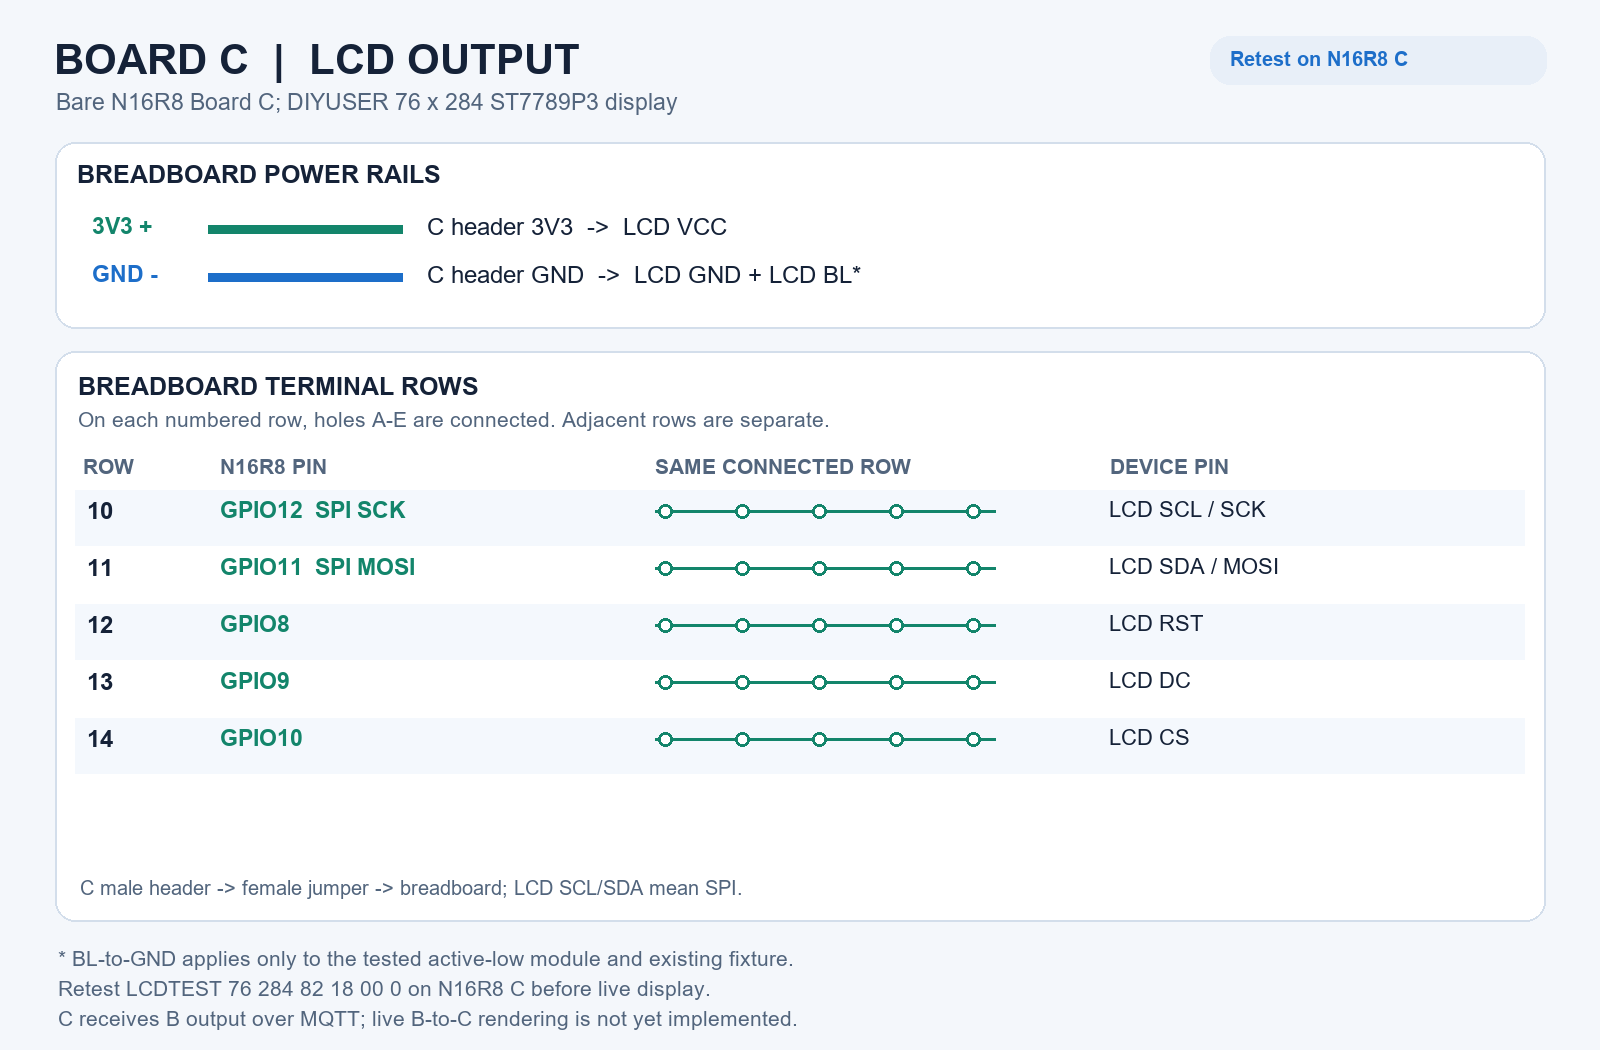 BOARD C | LCD OUTPUT
Retest on N16R8 C
Bare N16R8 Board C; DIYUSER 76 x 284 ST7789P3 display
BREADBOARD POWER RAILS
3V3 + C header 3V3 -> LCD VCC
GND - C header GND -> LCD GND + LCD BL*
BREADBOARD TERMINAL ROWS
On each numbered row, holes A-E are connected. Adjacent rows are separate.
ROW N16R8 PIN SAME CONNECTED ROW DEVICE PIN
10 GPIO12 SPI SCK LCD SCL / SCK
11 GPIO11 SPI MOSI LCD SDA / MOSI
12 GPIO8 LCD RST
13 GPIO9 LCD DC
14 GPIO10 LCD CS
C male header -> female jumper -> breadboard; LCD SCL/SDA mean SPI.
* BL-to-GND applies only to the tested active-low module and existing fixture.
Retest LCDTEST 76 284 82 18 00 0 on N16R8 C before live display.
C receives B output over MQTT; live B-to-C rendering is not yet implemented.